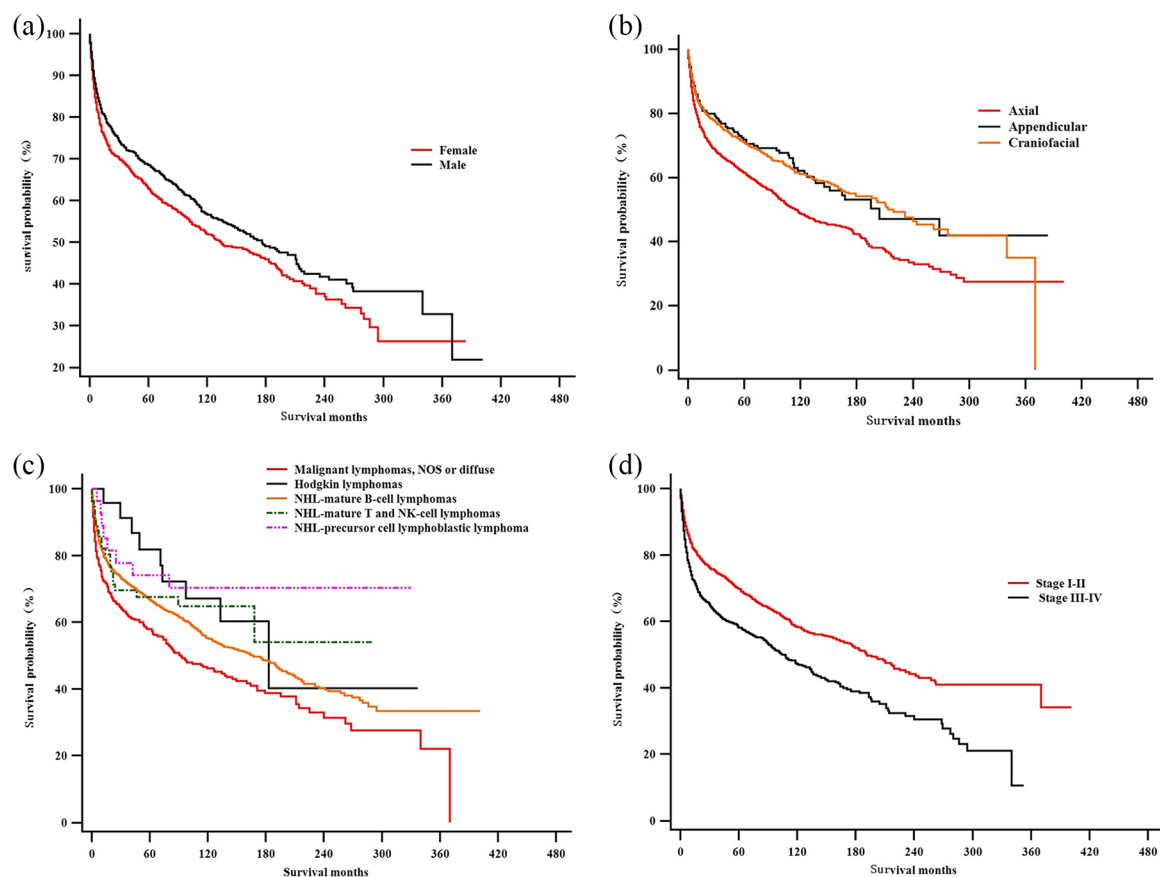 (a)
100
90
80
70
60
50
40
30
20
survival probability (%)
Female
Male
0 60 120 180 240 300 360 420 480
Survival months
(b)
100
80
60
40
20
0
Survival probability (%)
Axial
Appendicular
Craniofacial
0 60 120 180 240 300 360 420 480
Survival months
(c)
Malignant lymphomas, NOS or diffuse
Hodgkin lymphomas
NHL-mature B-cell lymphomas
NHL-mature T and NK-cell lymphomas
NHL-precursor cell lymphoblastic lymphoma
100
80
60
40
20
0
Survival probability (%)
0 60 120 180 240 300 360 420 480
Survival months
(d)
100
80
60
40
20
0
Survival probability (%)
Stage I-II
Stage III-IV
0 60 120 180 240 300 360 420 480
Survival months